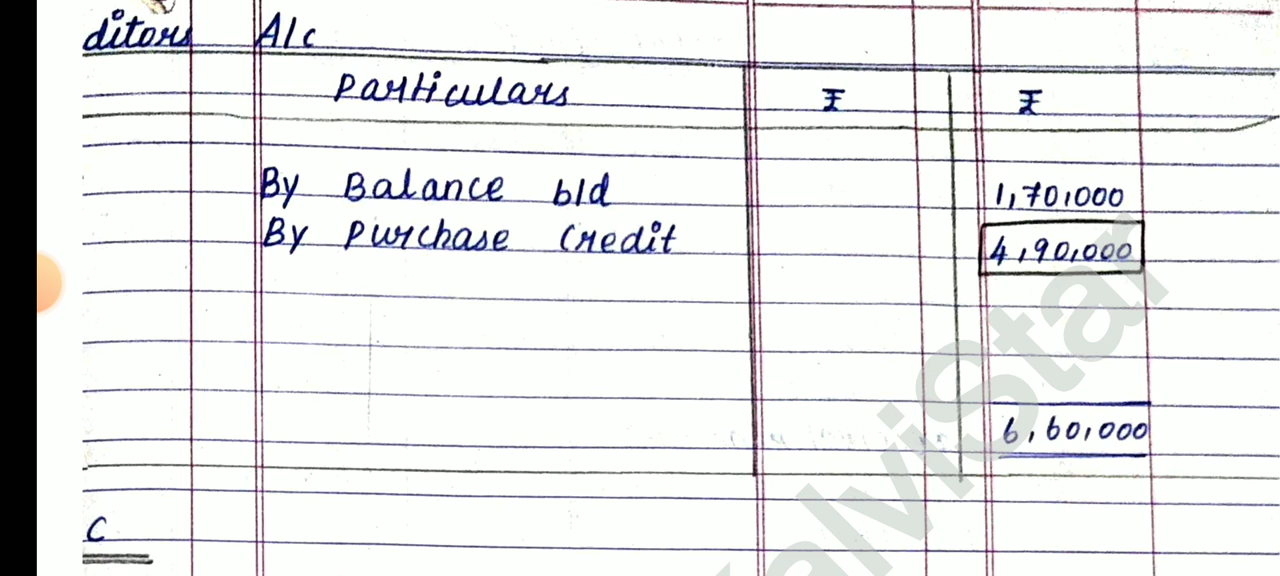 ditors A/c
Particulars ₹ ₹
By Balance b/d 1,70,000
By Purchase Credit 4,90,000
6,60,000
C